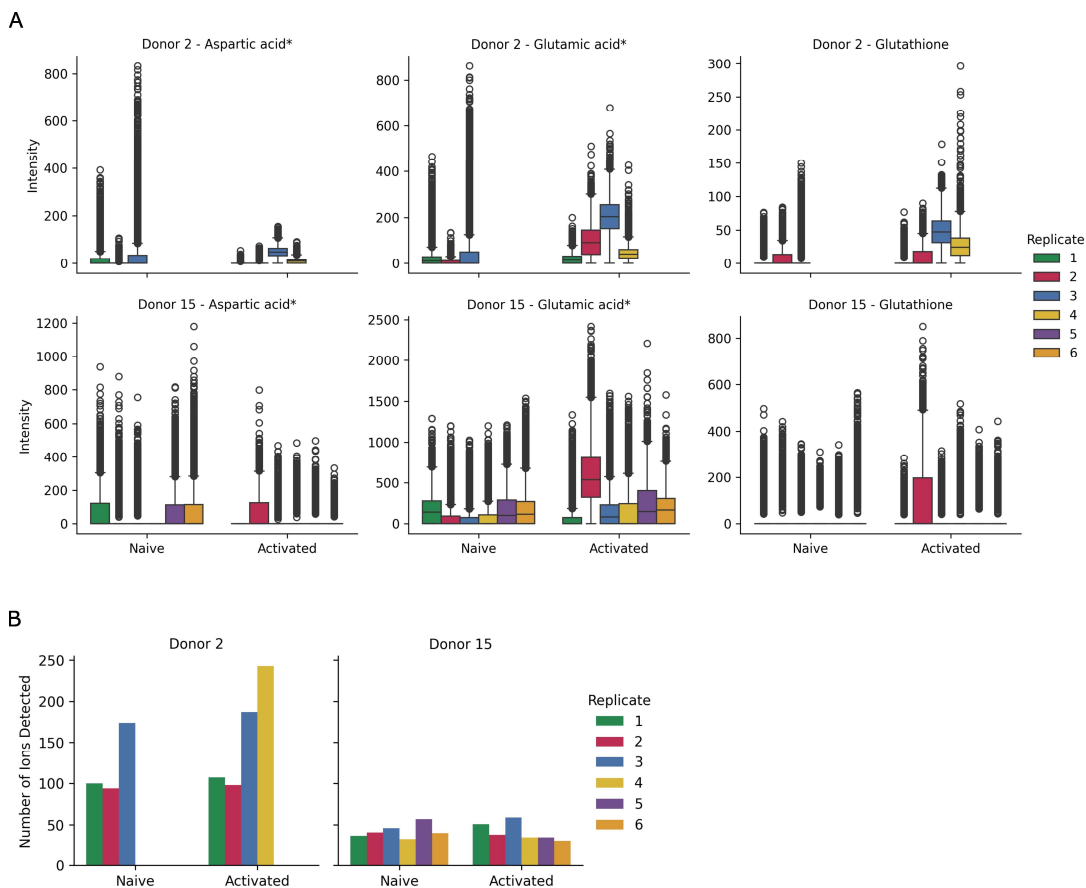 A
Donor 2 - Aspartic acid*
Donor 2 - Glutamic acid*
Donor 2 - Glutathione
Intensity
800
600
400
200
0
800
600
400
200
0
300
250
200
150
100
50
0
Replicate
1
2
3
4
5
6
Donor 15 - Aspartic acid*
Donor 15 - Glutamic acid*
Donor 15 - Glutathione
Intensity
1200
1000
800
600
400
200
0
2500
2000
1500
1000
500
0
800
600
400
200
0
Naive Activated
Naive Activated
Naive Activated
B
Donor 2
Donor 15
Number of Ions Detected
250
200
150
100
50
0
Naive Activated
Naive Activated
Replicate
1
2
3
4
5
6